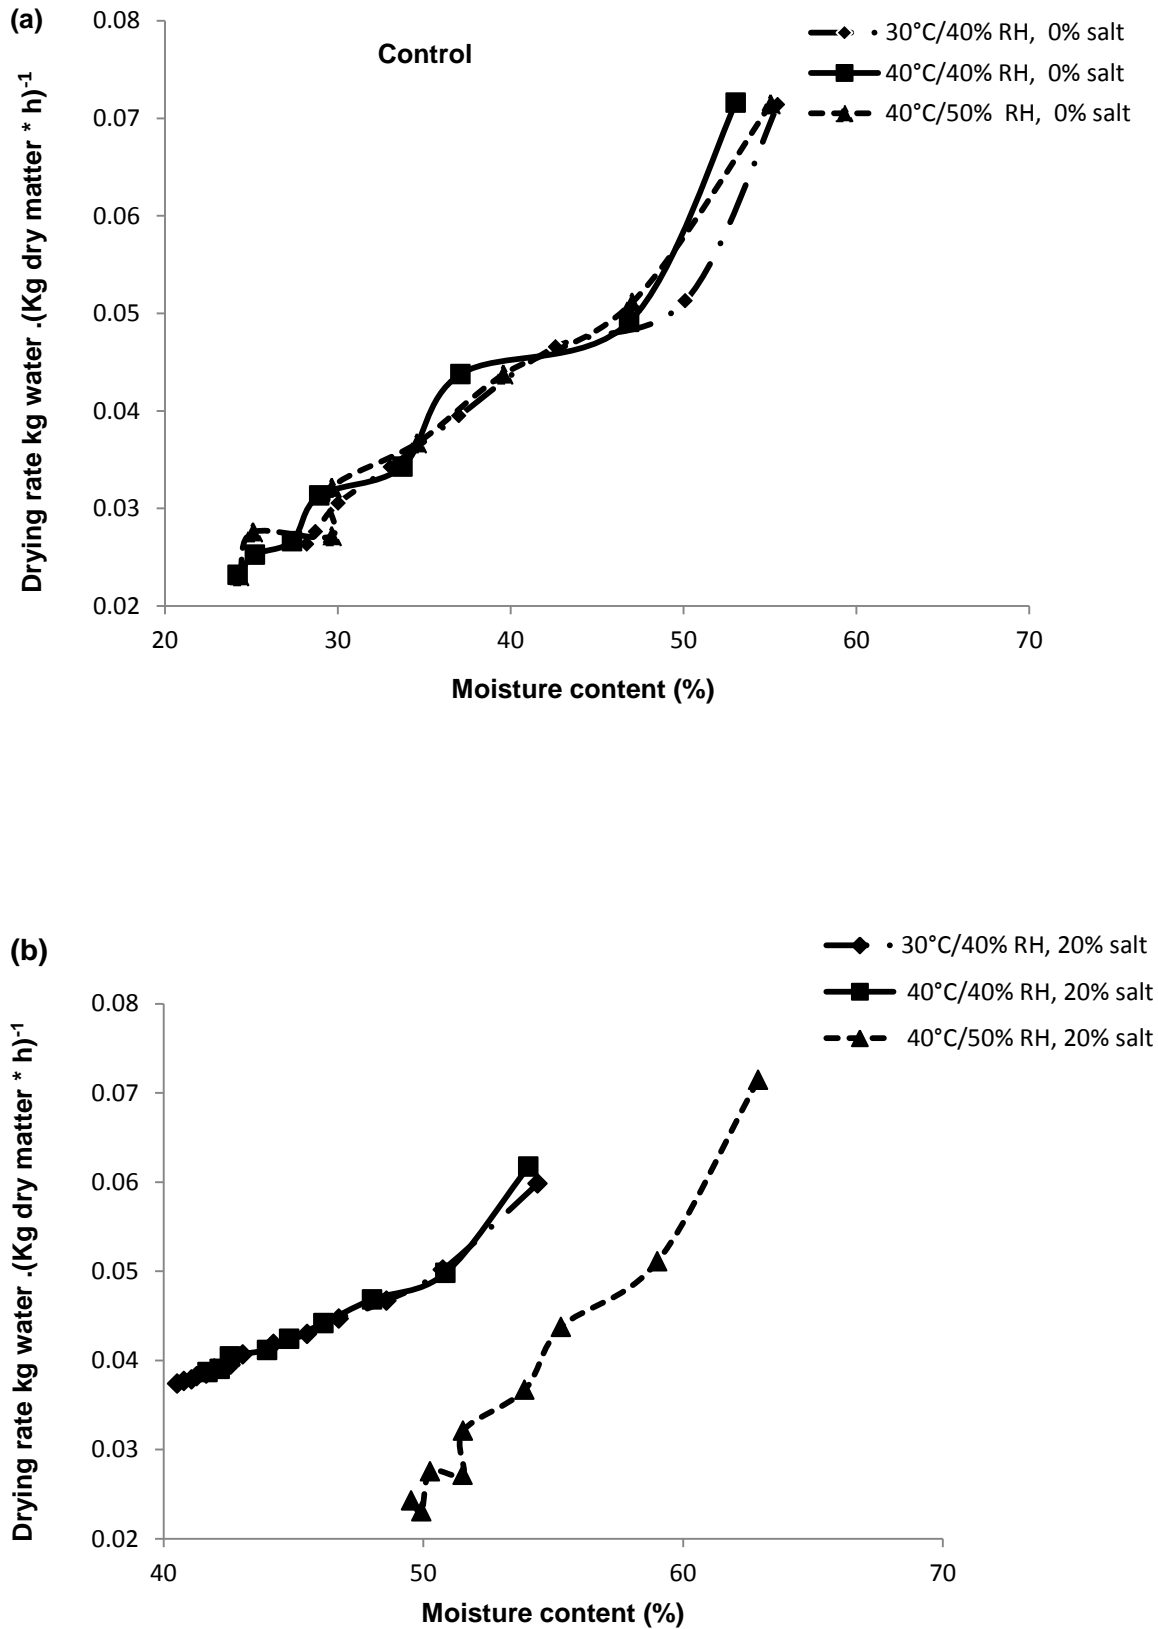 (a)
Control
30°C/40% RH, 0% salt
40°C/40% RH, 0% salt
40°C/50% RH, 0% salt
Drying rate kg water .(Kg dry matter * h)-1
0.08
0.07
0.06
0.05
0.04
0.03
0.02
20 30 40 50 60 70
Moisture content (%)
(b)
30°C/40% RH, 20% salt
40°C/40% RH, 20% salt
40°C/50% RH, 20% salt
Drying rate kg water .(Kg dry matter * h)-1
0.08
0.07
0.06
0.05
0.04
0.03
0.02
40 50 60 70
Moisture content (%)